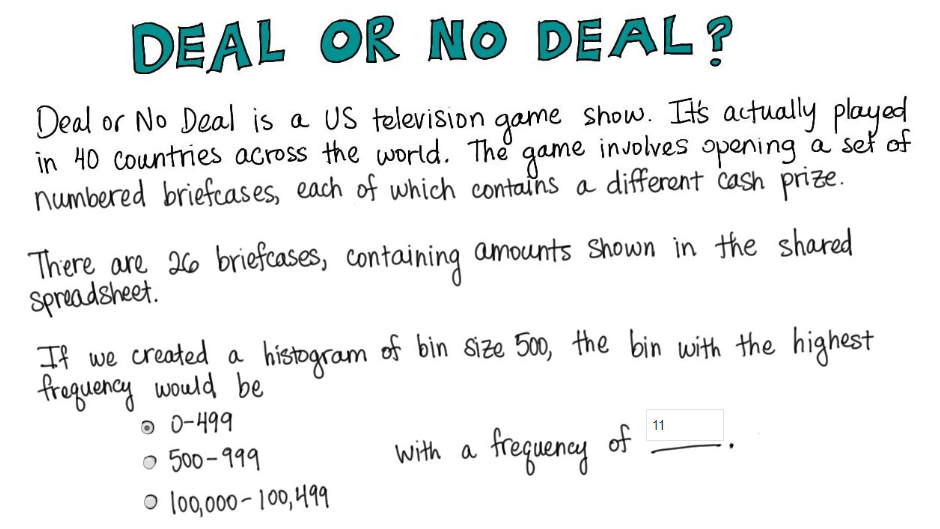 DEAL OR NO DEAL?
Deal or No Deal is a US television game show. It's actually played
in 40 countries across the world. The game involves opening a set of
numbered briefcases, each of which contains a different cash prize.
There are 26 briefcases, containing amounts shown in the shared
spreadsheet.
If we created a histogram of bin size 500, the bin with the highest
frequency would be
0-499
500-999
100,000-100,499
with a frequency of 11.